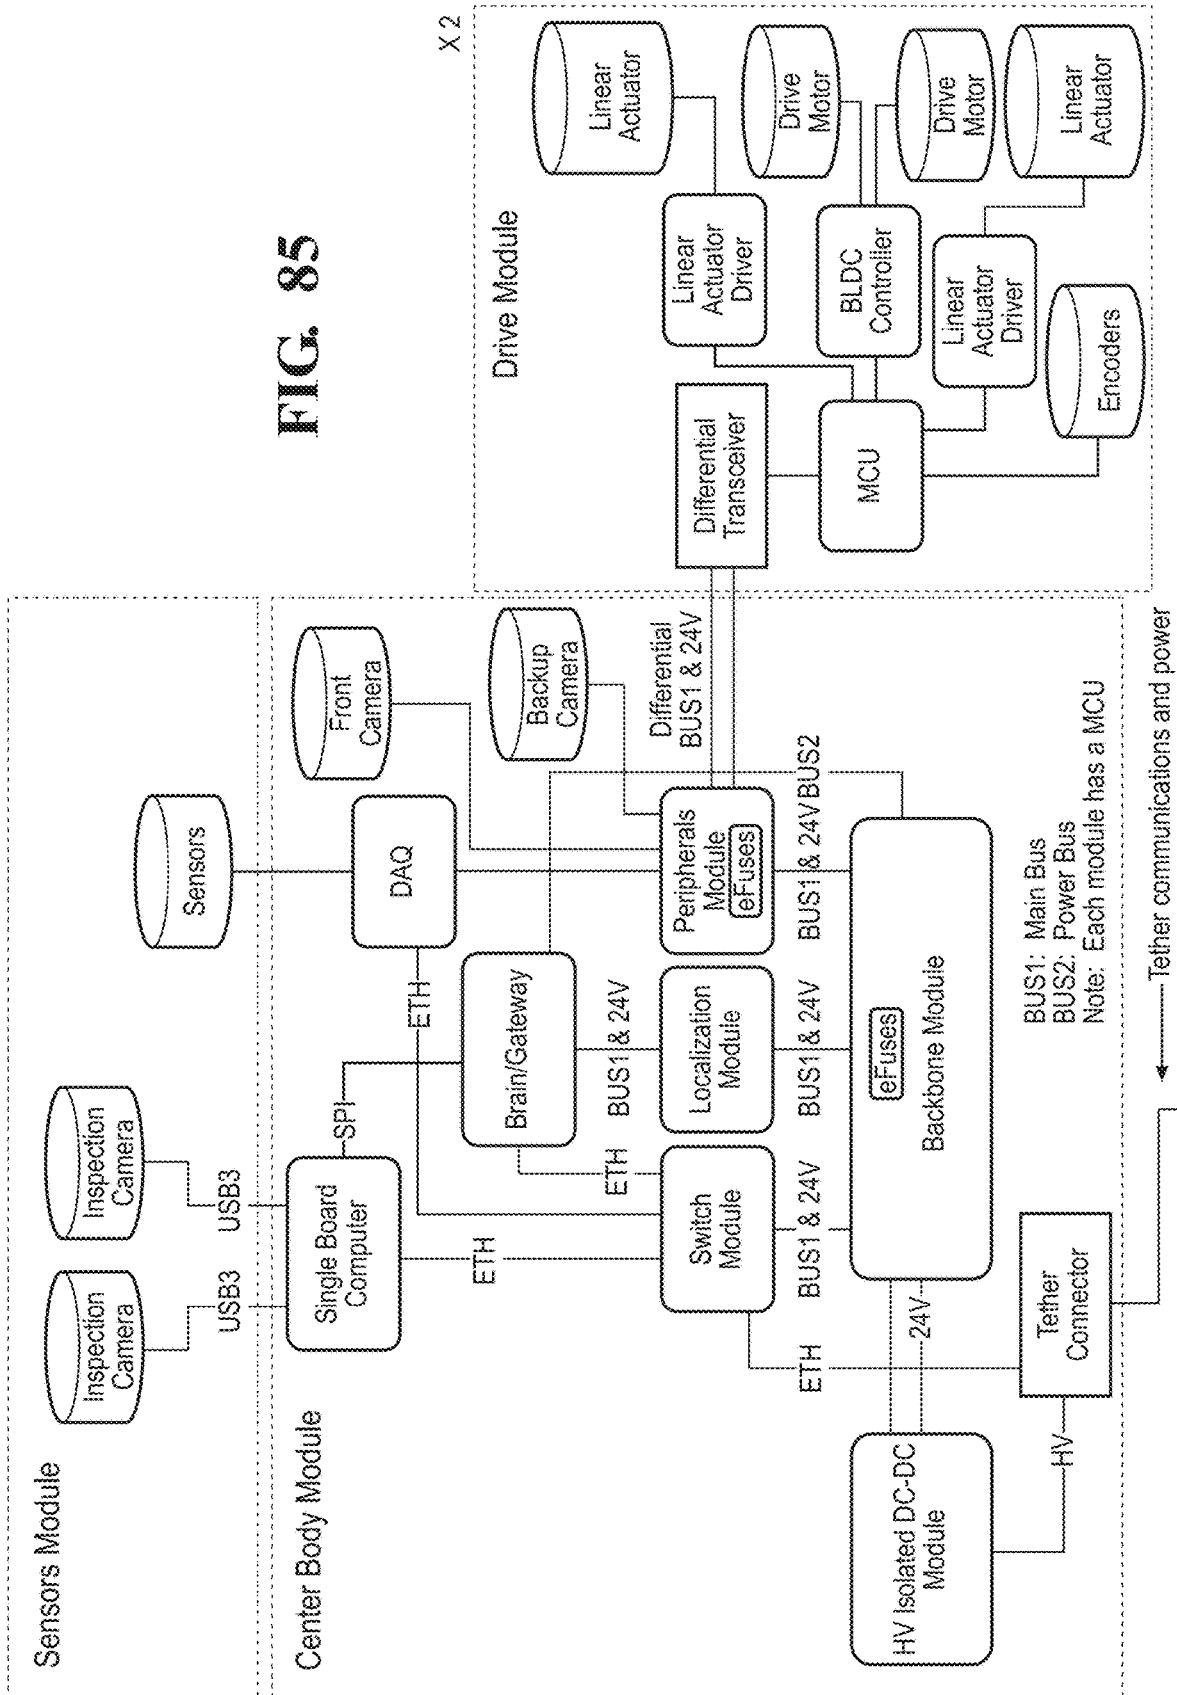 FIG. 85
Sensors Module
Inspection
Camera
Inspection
Camera
Sensors
USB3
USB3
Center Body Module
Single Board
Computer
SPI
ETH
DAQ
Front
Camera
Brain/Gateway
Backup
Camera
ETH
ETH
BUS1 & 24V
Switch
Module
Localization
Module
Peripherals
Module
eFuses
Differential
BUS1 & 24V
ETH
BUS1 & 24V
BUS1 & 24V
BUS1 & 24V
BUS2
HV Isolated DC-DC
Module
24V
eFuses
Backbone Module
HV
Tether
Connector
BUS1: Main Bus
BUS2: Power Bus
Note: Each module has a MCU
Tether communications and power
X 2
Drive Module
Differential
Transceiver
Linear
Actuator
Driver
Linear
Actuator
MCU
BLDC
Controller
Drive
Motor
Drive
Motor
Linear
Actuator
Driver
Linear
Actuator
Encoders